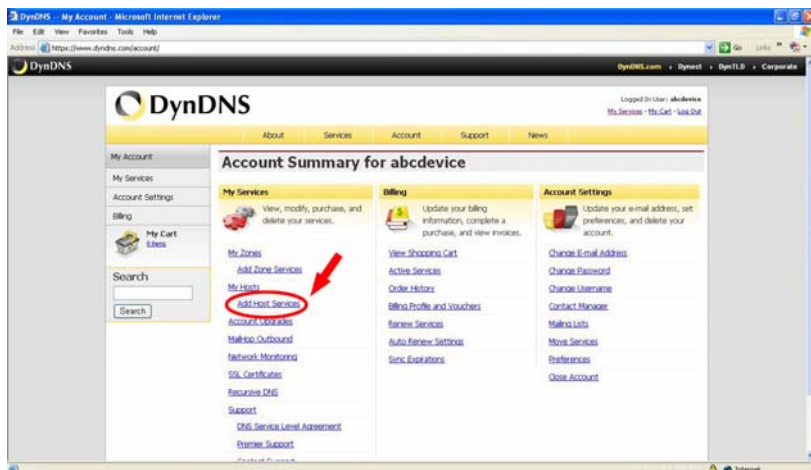 DynDNS -- My Account - Microsoft Internet Explorer
File Edit View Favorites Tools Help
Address https://www.dyndns.com/account/ Go Links »
DynDNS DynDNS.com Dynect DynTLD Corporate
DynDNS
Logged In User: abcdevice
My Services - My Cart - Log Out
About Services Account Support News
My Account
My Services
Account Settings
Billing
My Cart
0 items
Search
Search
Account Summary for abcdevice
My Services
View, modify, purchase, and
delete your services.
My Zones
Add Zone Services
My Hosts
Add Host Services
Account Upgrades
MailHop Outbound
Network Monitoring
SSL Certificates
Recursive DNS
Support
DNS Service Level Agreement
Premier Support
Contact Support
Billing
Update your billing
information, complete a
purchase, and view invoices.
View Shopping Cart
Active Services
Order History
Billing Profile and Vouchers
Renew Services
Auto Renew Settings
Sync Expirations
Account Settings
Update your e-mail address, set
preferences, and delete your
account.
Change E-mail Address
Change Password
Change Username
Contact Manager
Mailing Lists
Move Services
Preferences
Close Account
Internet